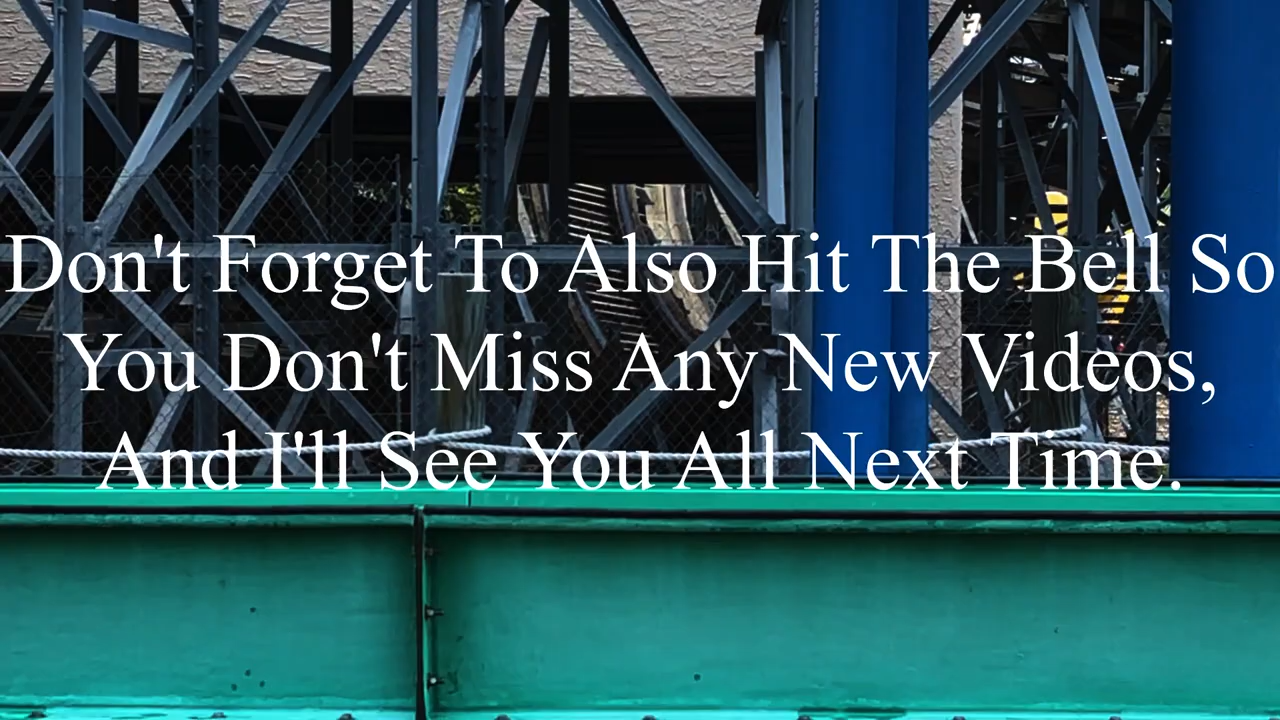 Don't Forget To Also Hit The Bell So
You Don't Miss Any New Videos,
And I'll See You All Next Time.